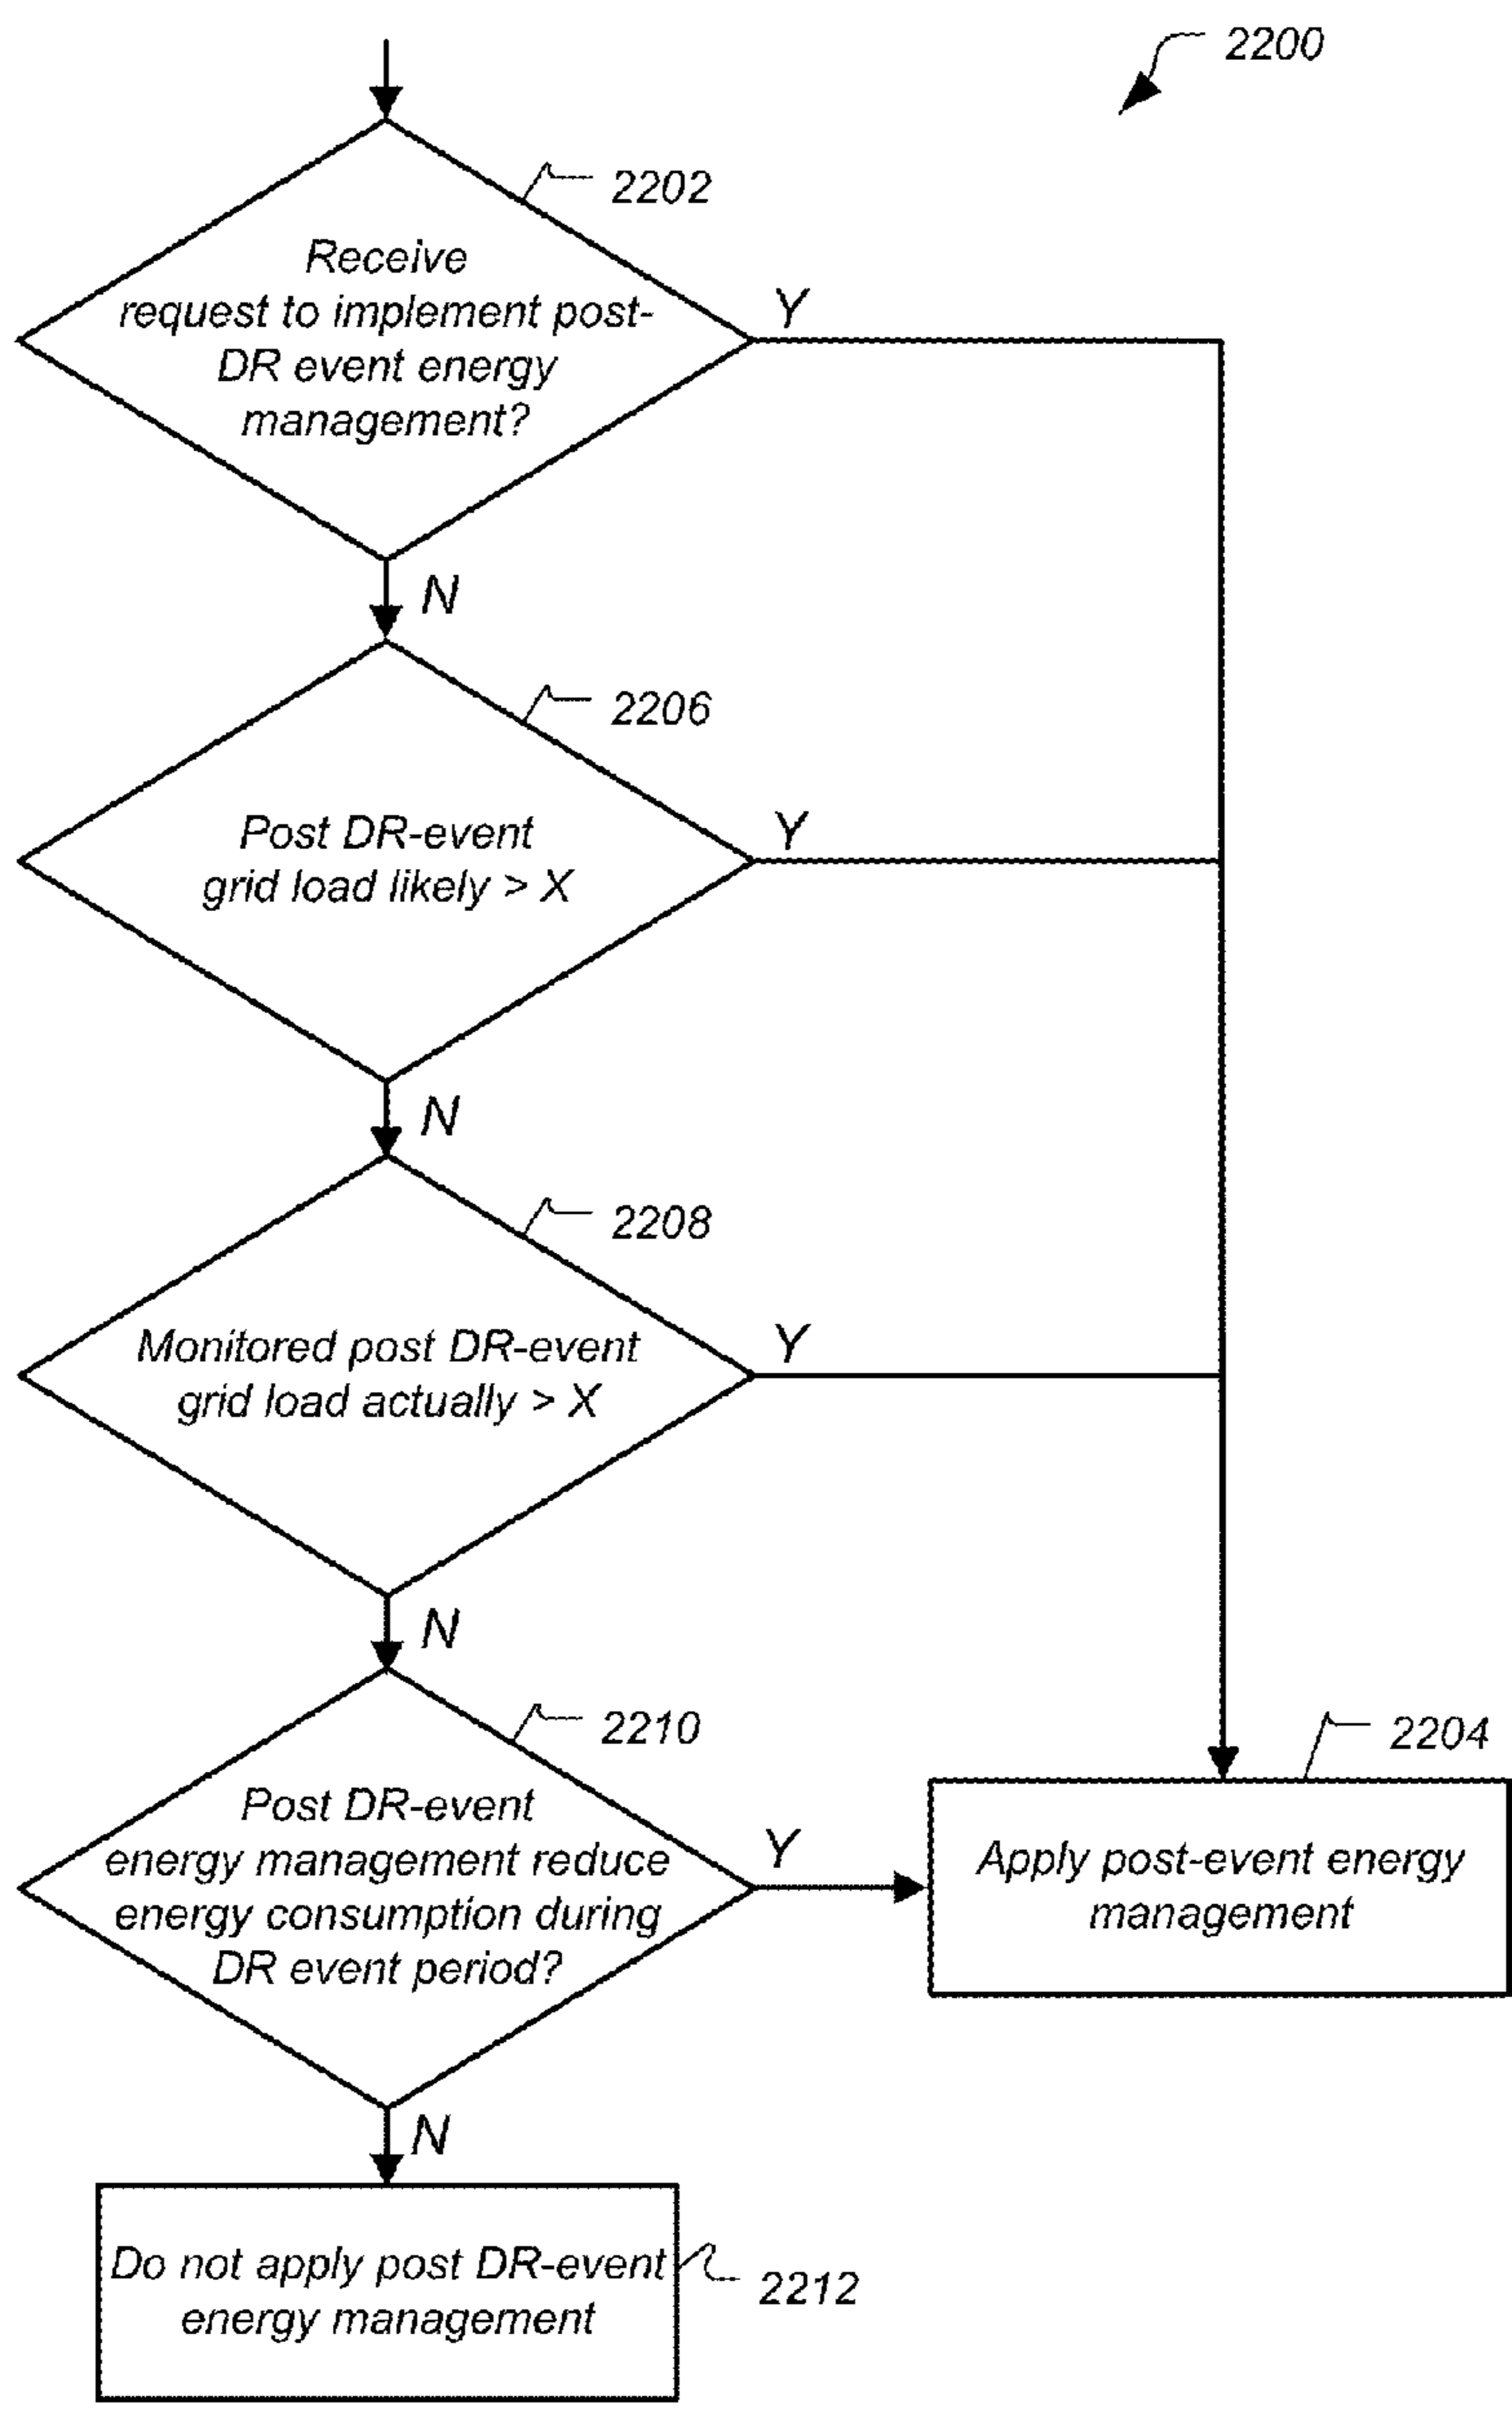 2200
2202
Receive
request to implement post-
DR event energy
management?
Y
N
2206
Post DR-event
grid load likely > X
Y
N
2208
Monitored post DR-event
grid load actually > X
Y
N
2210
Post DR-event
energy management reduce
energy consumption during
DR event period?
Y
2204
Apply post-event energy
management
N
Do not apply post DR-event
energy management
2212